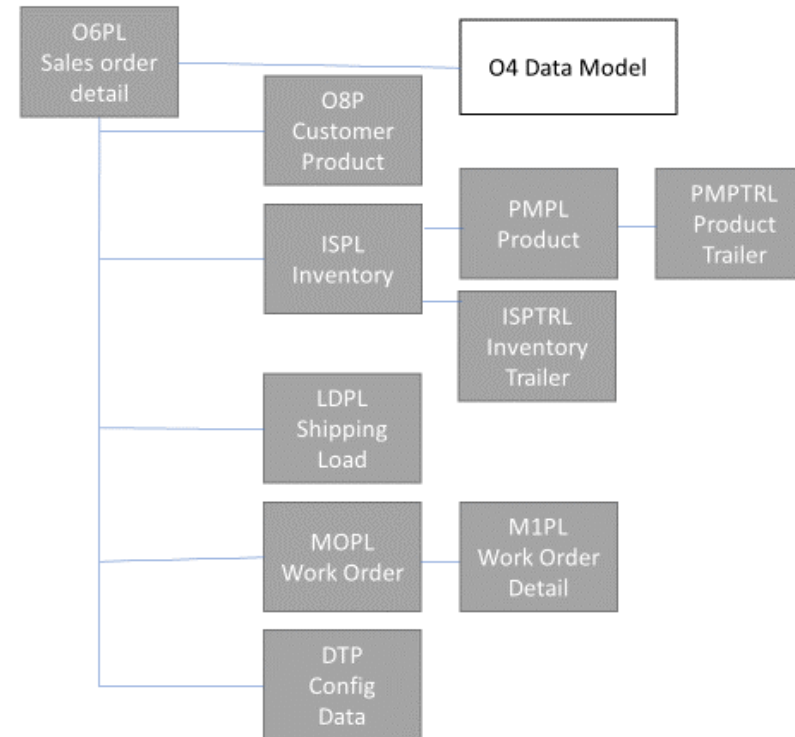 O6PL
Sales order
detail
O4 Data Model
O8P
Customer
Product
ISPL
Inventory
PMPL
Product
PMPTRL
Product
Trailer
ISPTRL
Inventory
Trailer
LDPL
Shipping
Load
MOPL
Work Order
M1PL
Work Order
Detail
DTP
Config
Data